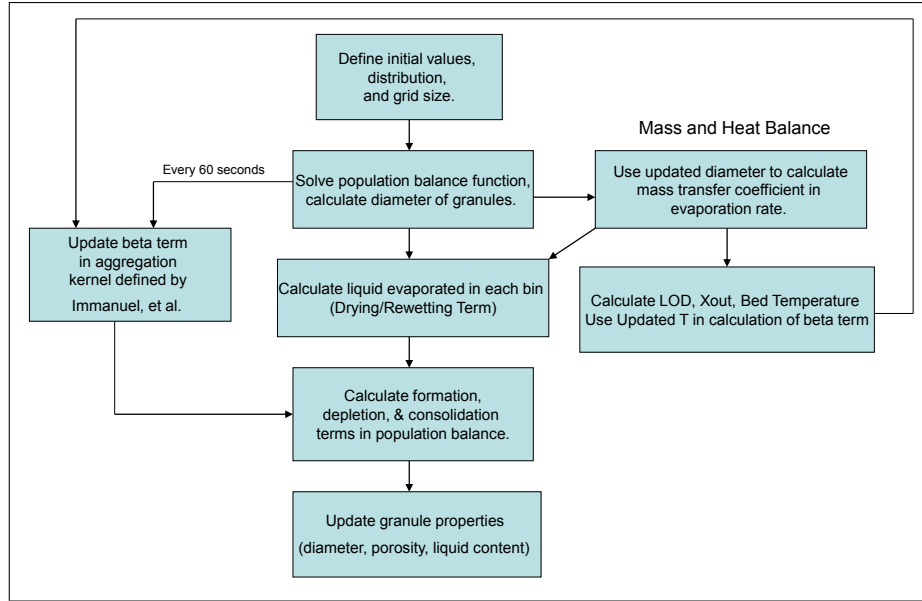 Define initial values,
distribution,
and grid size.
Mass and Heat Balance
Every 60 seconds
Solve population balance function,
calculate diameter of granules.
Use updated diameter to calculate
mass transfer coefficient in
evaporation rate.
Update beta term
in aggregation
kernel defined by
Immanuel, et al.
Calculate liquid evaporated in each bin
(Drying/Rewetting Term)
Calculate LOD, Xout, Bed Temperature
Use Updated T in calculation of beta term
Calculate formation,
depletion, & consolidation
terms in population balance.
Update granule properties
(diameter, porosity, liquid content)